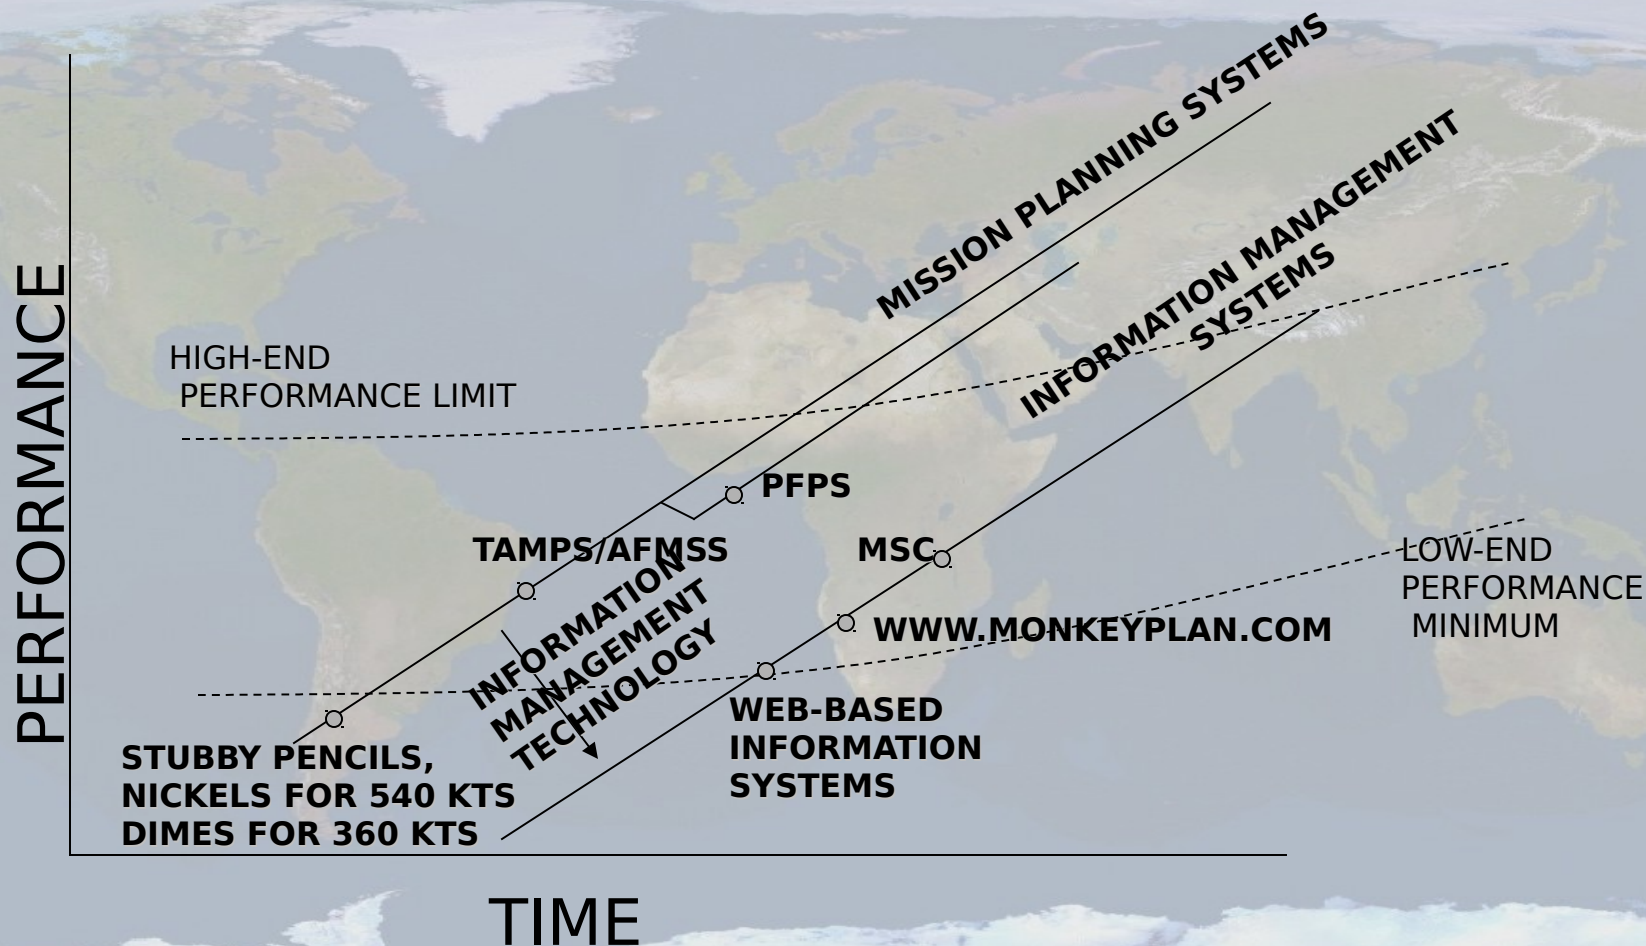 MISSION PLANNING SYSTEMS
INFORMATION MANAGEMENT
SYSTEMS
PERFORMANCE
HIGH-END
PERFORMANCE LIMIT
PFPS
TAMPS/AFMSS
MSC
LOW-END
PERFORMANCE
MINIMUM
INFORMATION
MANAGEMENT
TECHNOLOGY
WWW.MONKEYPLAN.COM
WEB-BASED
INFORMATION
SYSTEMS
STUBBY PENCILS,
NICKELS FOR 540 KTS
DIMES FOR 360 KTS
TIME